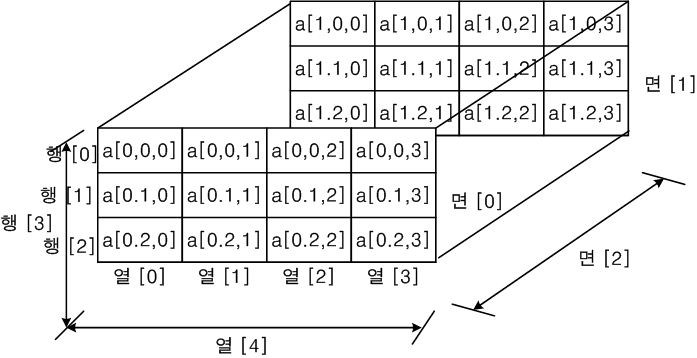 a[1,0,0] a[1,0,1] a[1,0,2] a[1,0,3]
a[1.1,0] a[1.1,1] a[1.1,2] a[1.1,3]
면 [1]
a[1.2,0] a[1.2,1] a[1.2,2] a[1.2,3]
행 [0] a[0,0,0] a[0,0,1] a[0,0,2] a[0,0,3]
행 [1] a[0.1,0] a[0.1,1] a[0.1,2] a[0.1,3]
면 [0]
행 [3]
행 [2] a[0.2,0] a[0.2,1] a[0.2,2] a[0.2,3]
면 [2]
열 [0] 열 [1] 열 [2] 열 [3]
열 [4]